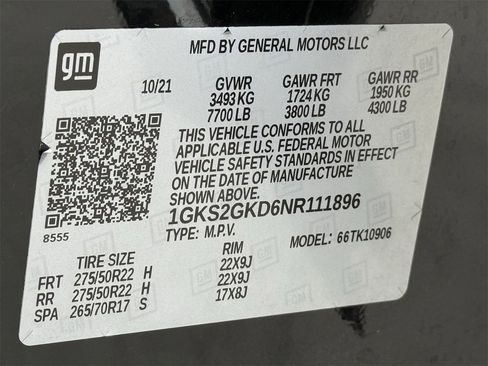 gm
MFD BY GENERAL MOTORS LLC
10/21 GVWR GAWR FRT GAWR RR
3493 KG 1724 KG 1950 KG
7700 LB 3800 LB 4300 LB
THIS VEHICLE CONFORMS TO ALL
APPLICABLE U.S. FEDERAL MOTOR
VEHICLE SAFETY STANDARDS IN EFFECT
ON THE DATE OF MANUFACTURE
SHOWN ABOVE.
8555 1GKS2GKD6NR111896
TYPE: M.P.V. MODEL: 66TK10906
TIRE SIZE RIM
FRT 275/50R22 H 22X9J
RR 275/50R22 H 22X9J
SPA 265/70R17 S 17X8J